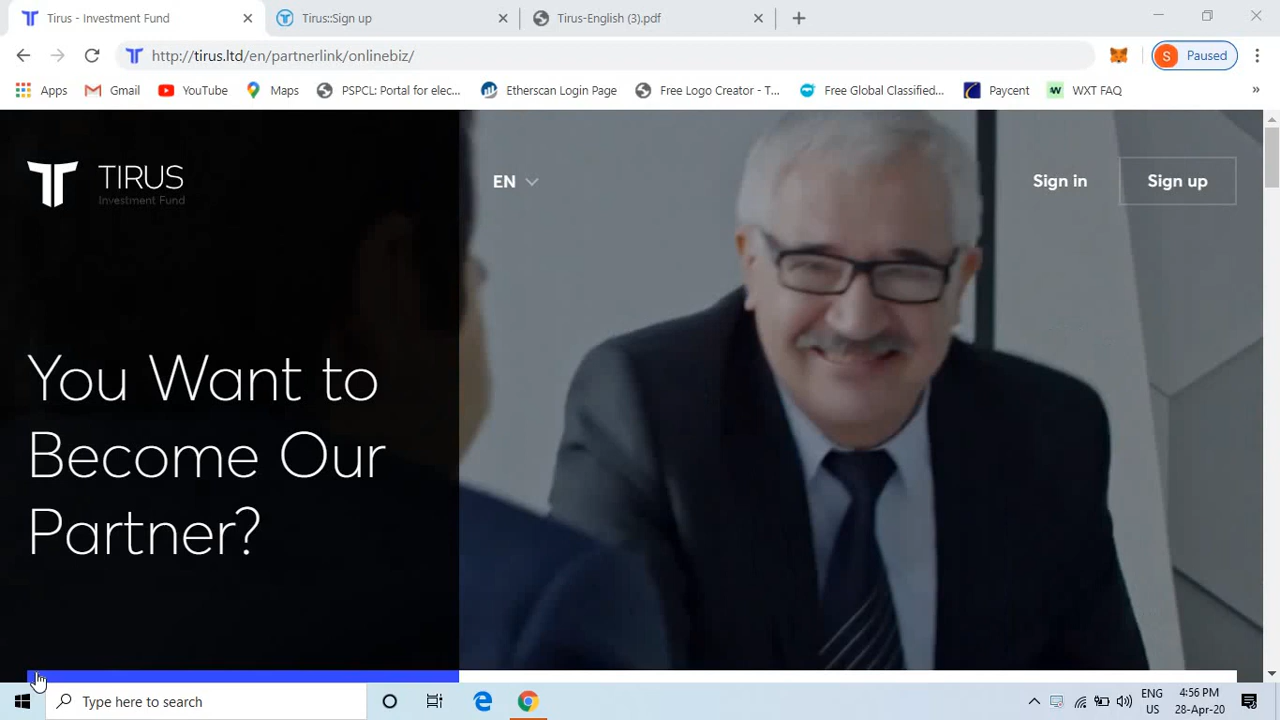 Tirus - Investment Fund
Tirus::Sign up
Tirus-English (3).pdf
http://tirus.ltd/en/partnerlink/onlinebiz/
S
Paused
Apps
Gmail
YouTube
Maps
PSPCL: Portal for elec...
Etherscan Login Page
Free Logo Creator - T...
Free Global Classified...
Paycent
W
WXT FAQ
»
TIRUS
Investment Fund
EN
Sign in
Sign up
You Want to
Become Our
Partner?
Type here to search
ENG
US
4:56 PM
28-Apr-20